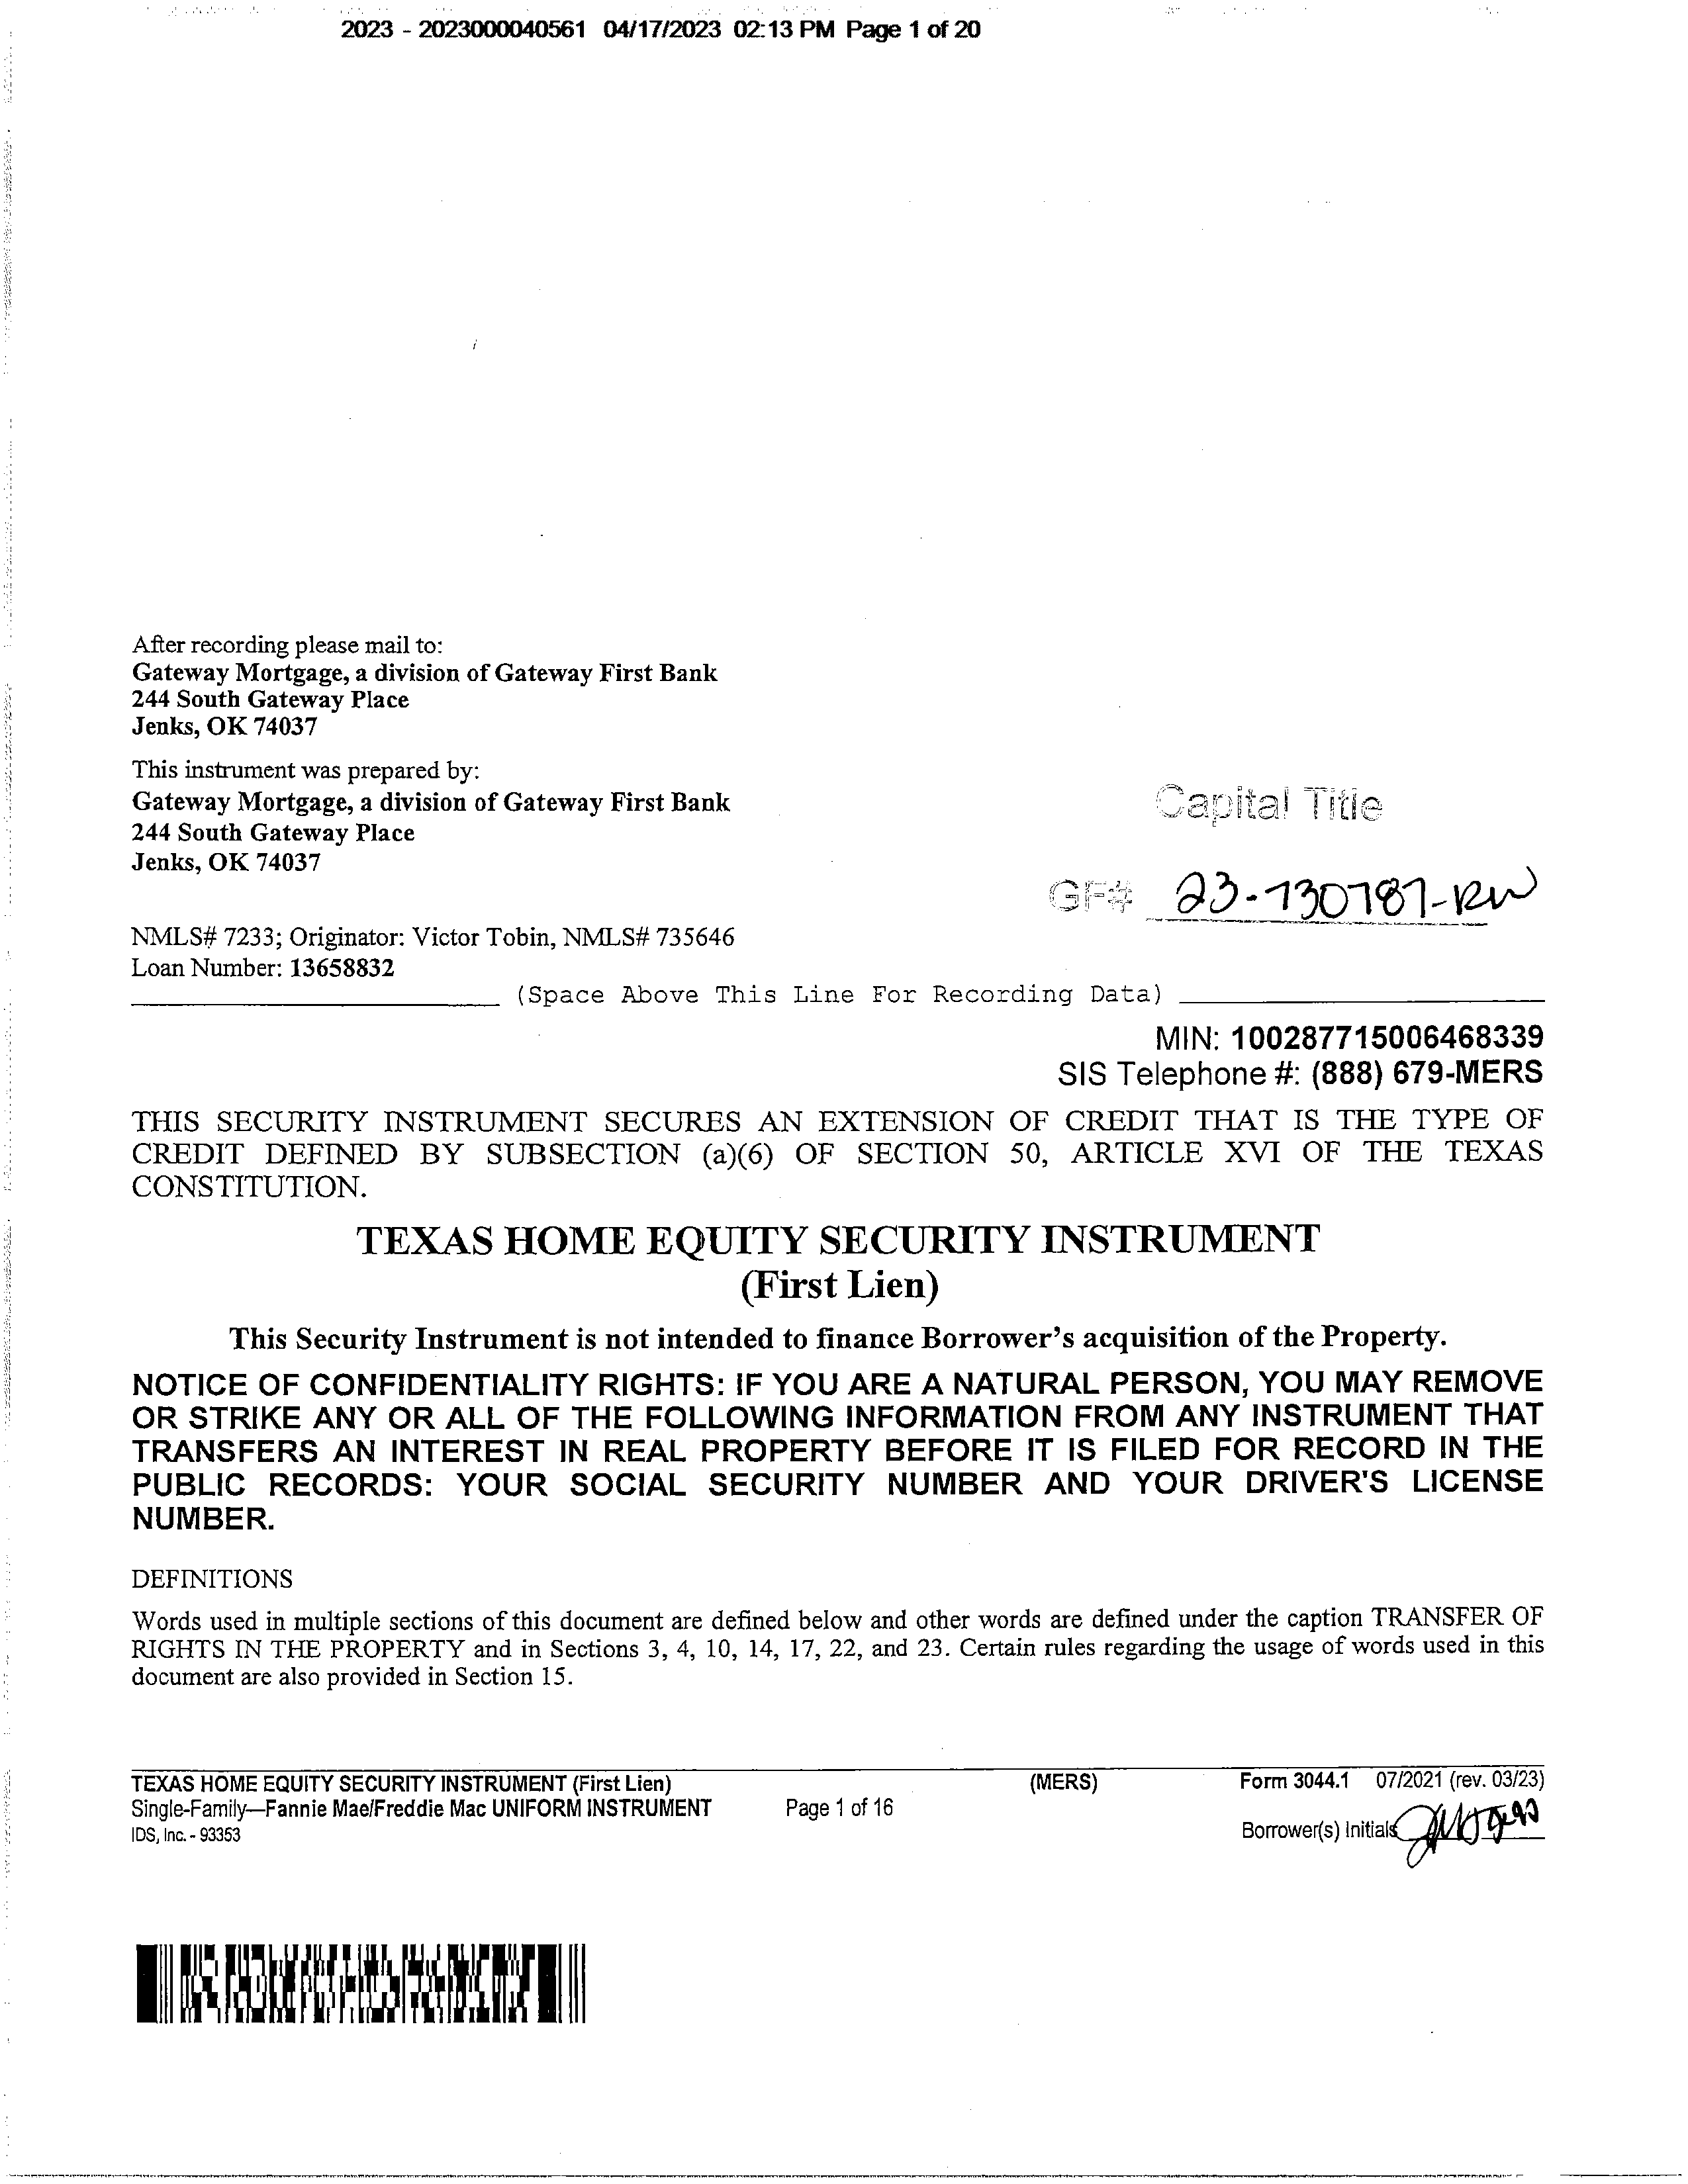 2023 - 2023000040561 04/17/2023 02:13 PM Page 1 of 20
After recording please mail to:
Gateway Mortgage, a division of Gateway First Bank
244 South Gateway Place
Jenks, OK 74037
This instrument was prepared by:
Gateway Mortgage, a division of Gateway First Bank
244 South Gateway Place
Jenks, OK 74037
Capital Title
GF# 23-730787-RW
NMLS# 7233; Originator: Victor Tobin, NMLS# 735646
Loan Number: 13658832
(Space Above This Line For Recording Data)
MIN: 100287715006468339
SIS Telephone #: (888) 679-MERS
THIS SECURITY INSTRUMENT SECURES AN EXTENSION OF CREDIT THAT IS THE TYPE OF
CREDIT DEFINED BY SUBSECTION (a)(6) OF SECTION 50, ARTICLE XVI OF THE TEXAS
CONSTITUTION.
TEXAS HOME EQUITY SECURITY INSTRUMENT
(First Lien)
This Security Instrument is not intended to finance Borrower's acquisition of the Property.
NOTICE OF CONFIDENTIALITY RIGHTS: IF YOU ARE A NATURAL PERSON, YOU MAY REMOVE
OR STRIKE ANY OR ALL OF THE FOLLOWING INFORMATION FROM ANY INSTRUMENT THAT
TRANSFERS AN INTEREST IN REAL PROPERTY BEFORE IT IS FILED FOR RECORD IN THE
PUBLIC RECORDS: YOUR SOCIAL SECURITY NUMBER AND YOUR DRIVER'S LICENSE
NUMBER.
DEFINITIONS
Words used in multiple sections of this document are defined below and other words are defined under the caption TRANSFER OF
RIGHTS IN THE PROPERTY and in Sections 3, 4, 10, 14, 17, 22, and 23. Certain rules regarding the usage of words used in this
document are also provided in Section 15.
TEXAS HOME EQUITY SECURITY INSTRUMENT (First Lien) (MERS) Form 3044.1 07/2021 (rev. 03/23)
Single-Family—Fannie Mae/Freddie Mac UNIFORM INSTRUMENT Page 1 of 16
IDS, Inc. - 93353
Borrower(s) Initials